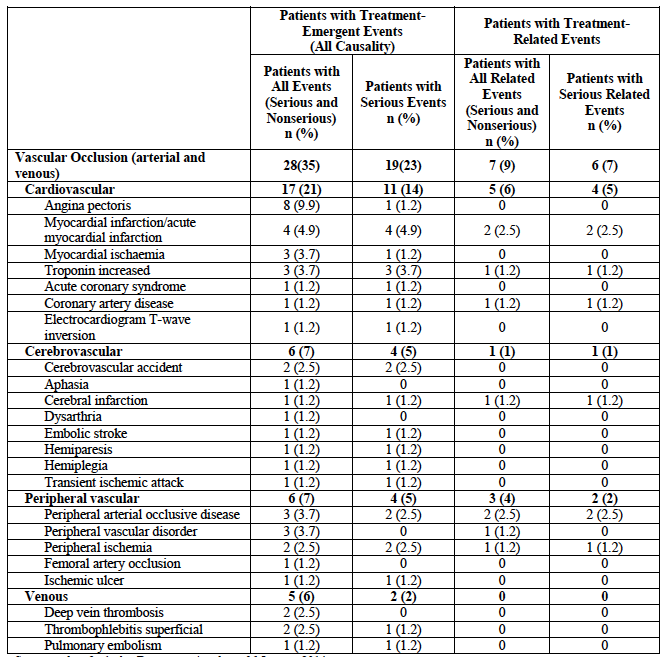 Patients with Treatment-
Emergent Events
(All Causality)
Patients with Treatment-
Related Events
Patients with
All Events
(Serious and
Nonserious)
n (%)
Patients with
Serious Events
n (%)
Patients with
All Related
Events
(Serious and
Nonserious)
n (%)
Patients with
Serious Related
Events
n (%)
Vascular Occlusion (arterial and
venous) 28(35) 19(23) 7 (9) 6 (7)
Cardiovascular 17 (21) 11 (14) 5 (6) 4 (5)
Angina pectoris 8 (9.9) 1 (1.2) 0 0
Myocardial infarction/acute
myocardial infarction 4 (4.9) 4 (4.9) 2 (2.5) 2 (2.5)
Myocardial ischaemia 3 (3.7) 1 (1.2) 0 0
Troponin increased 3 (3.7) 3 (3.7) 1 (1.2) 1 (1.2)
Acute coronary syndrome 1 (1.2) 1 (1.2) 0 0
Coronary artery disease 1 (1.2) 1 (1.2) 1 (1.2) 1 (1.2)
Electrocardiogram T-wave
inversion 1 (1.2) 1 (1.2) 0 0
Cerebrovascular 6 (7) 4 (5) 1 (1) 1 (1)
Cerebrovascular accident 2 (2.5) 2 (2.5) 0 0
Aphasia 1 (1.2) 0 0 0
Cerebral infarction 1 (1.2) 1 (1.2) 1 (1.2) 1 (1.2)
Dysarthria 1 (1.2) 0 0 0
Embolic stroke 1 (1.2) 1 (1.2) 0 0
Hemiparesis 1 (1.2) 1 (1.2) 0 0
Hemiplegia 1 (1.2) 1 (1.2) 0 0
Transient ischemic attack 1 (1.2) 1 (1.2) 0 0
Peripheral vascular 6 (7) 4 (5) 3 (4) 2 (2)
Peripheral arterial occlusive disease 3 (3.7) 2 (2.5) 2 (2.5) 2 (2.5)
Peripheral vascular disorder 3 (3.7) 0 1 (1.2) 0
Peripheral ischemia 2 (2.5) 2 (2.5) 1 (1.2) 1 (1.2)
Femoral artery occlusion 1 (1.2) 0 0 0
Ischemic ulcer 1 (1.2) 1 (1.2) 0 0
Venous 5 (6) 2 (2) 0 0
Deep vein thrombosis 2 (2.5) 0 0 0
Thrombophlebitis superficial 2 (2.5) 1 (1.2) 0 0
Pulmonary embolism 1 (1.2) 1 (1.2) 0 0